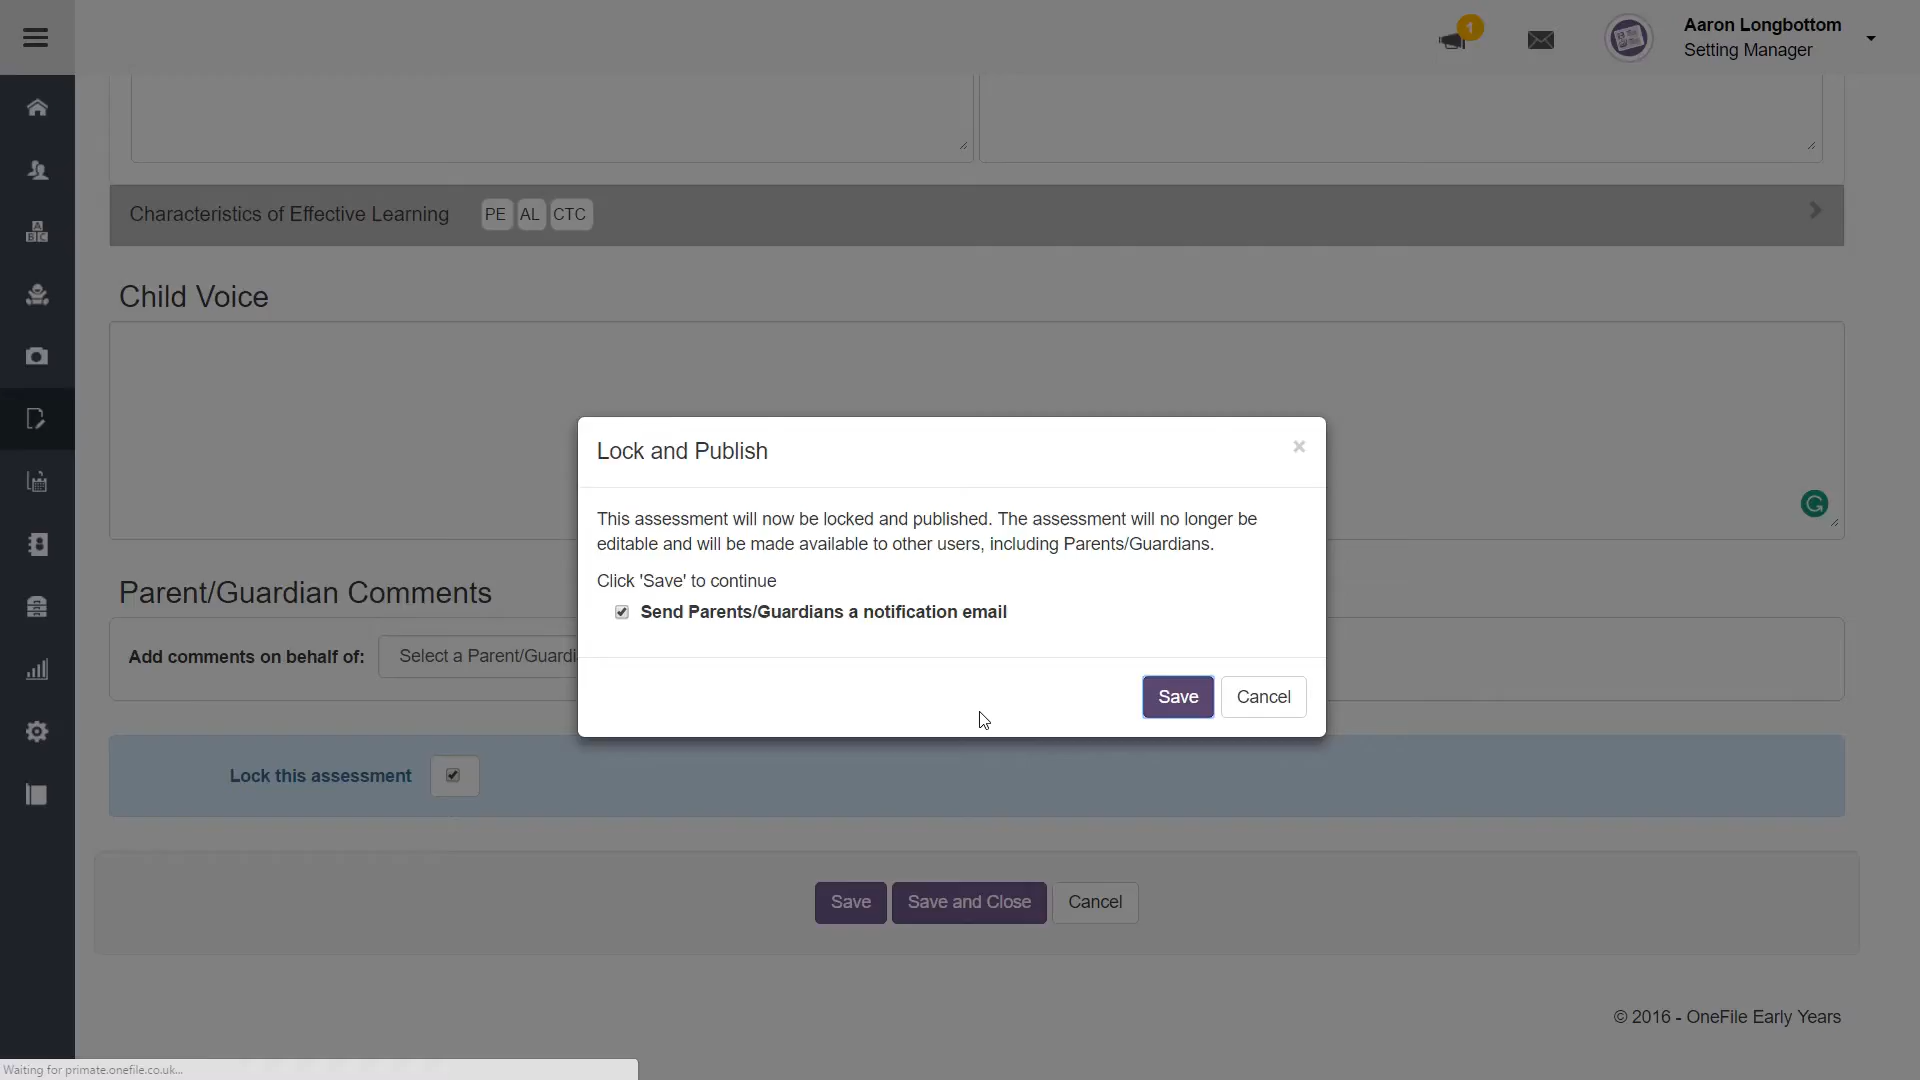 1
Aaron Longbottom
Setting Manager
Characteristics of Effective Learning PE AL CTC
Child Voice
Lock and Publish ×
This assessment will now be locked and published. The assessment will no longer be
editable and will be made available to other users, including Parents/Guardians.
Click 'Save' to continue
Send Parents/Guardians a notification email
Save Cancel
Parent/Guardian Comments
Add comments on behalf of: Select a Parent/Guardi
Lock this assessment
Save Save and Close Cancel
© 2016 - OneFile Early Years
Waiting for primate.onefile.co.uk...